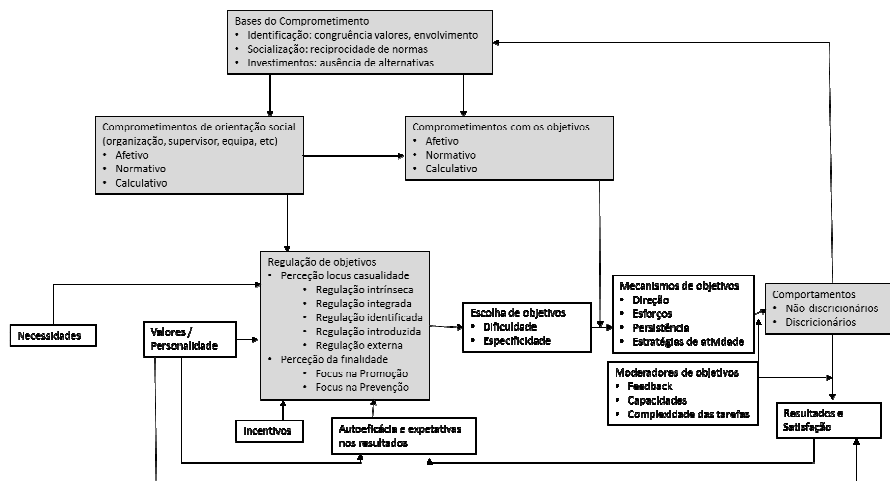 Bases do Comprometimento
• Identificação: congruência valores, envolvimento
• Socialização: reciprocidade de normas
• Investimentos: ausência de alternativas
Comprometimentos de orientação social
(organização, supervisor, equipa, etc)
• Afetivo
• Normativo
• Calculativo
Comprometimentos com os objetivos
• Afetivo
• Normativo
• Calculativo
Regulação de objetivos
• Perceção locus casualidade
• Regulação intrínseca
• Regulação integrada
• Regulação identificada
• Regulação introduzida
• Regulação externa
• Perceção da finalidade
• Focus na Promoção
• Focus na Prevenção
Necessidades
Valores /
Personalidade
Incentivos
Autoeficácia e expetativas
nos resultados
Escolha de objetivos
• Dificuldade
• Especificidade
Mecanismos de objetivos
• Direção
• Esforços
• Persistência
• Estratégias de atividade
Moderadores de objetivos
• Feedback
• Capacidades
• Complexidade das tarefas
Comportamentos
• Não discricionários
• Discricionários
Resultados e
Satisfação